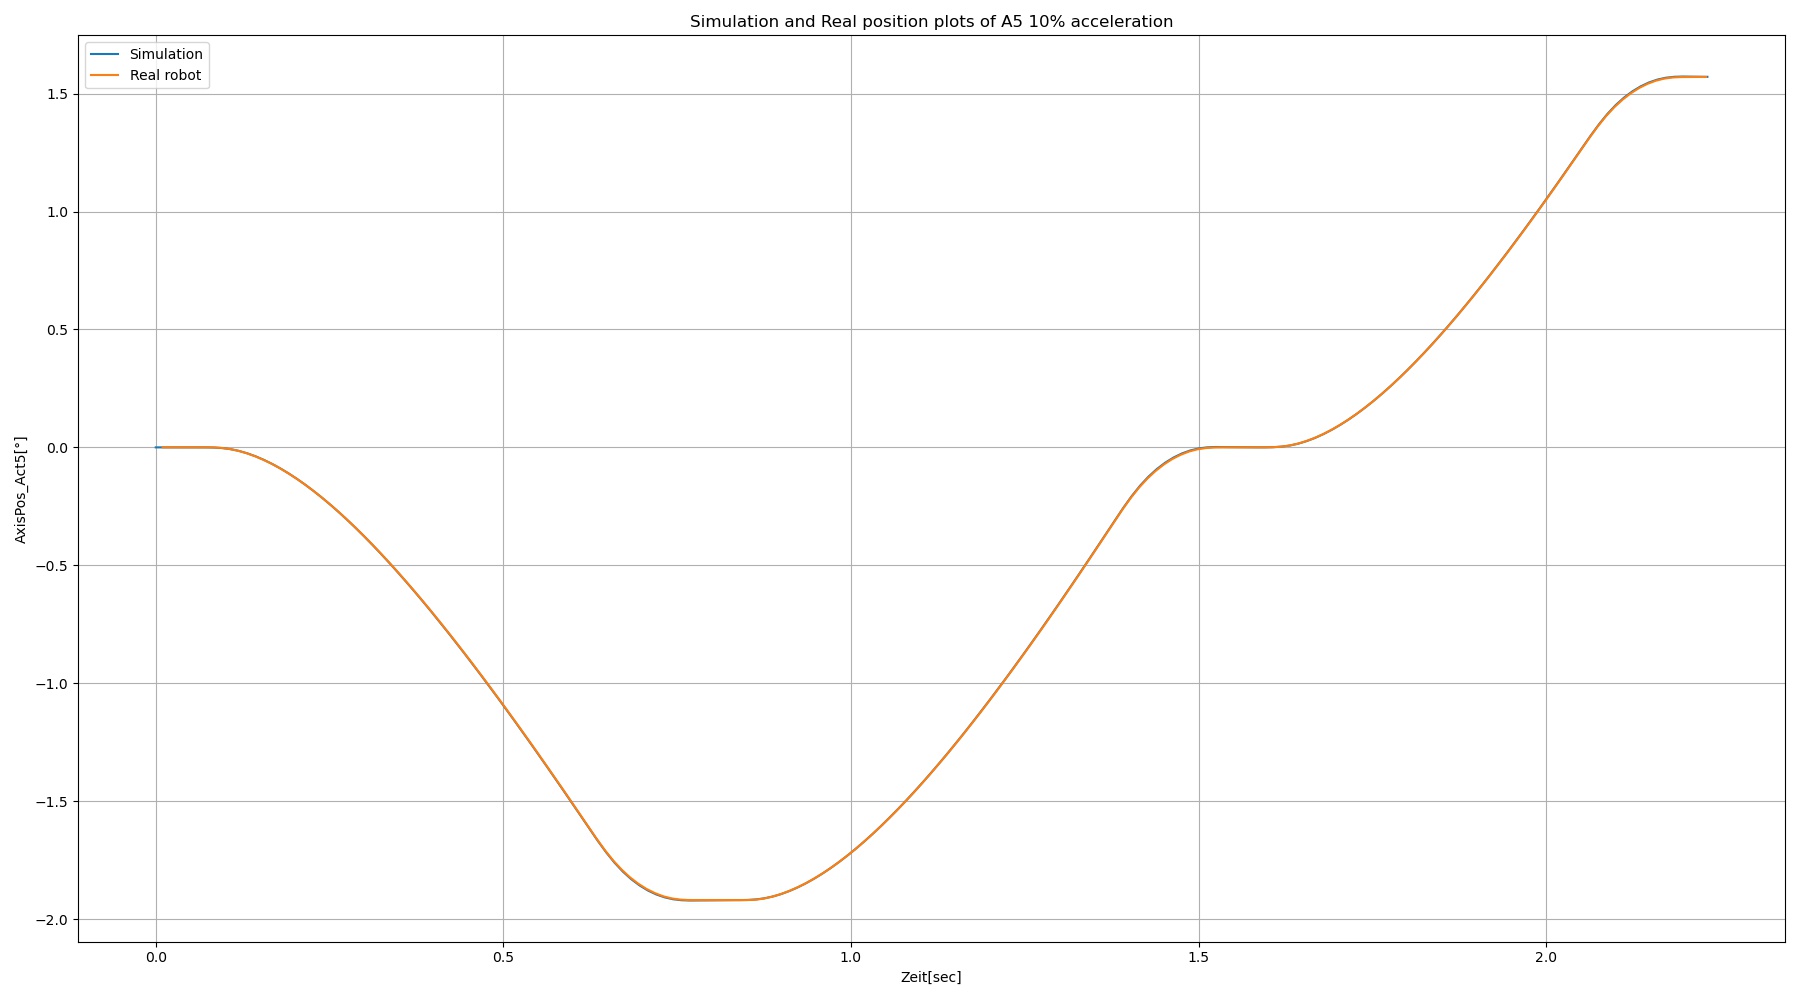 Simulation and Real position plots of A5 10% acceleration
Simulation
Real robot
1.5
1.0
0.5
0.0
−0.5
−1.0
−1.5
−2.0
AxisPos_Act5[°]
0.0 0.5 1.0 1.5 2.0
Zeit[sec]